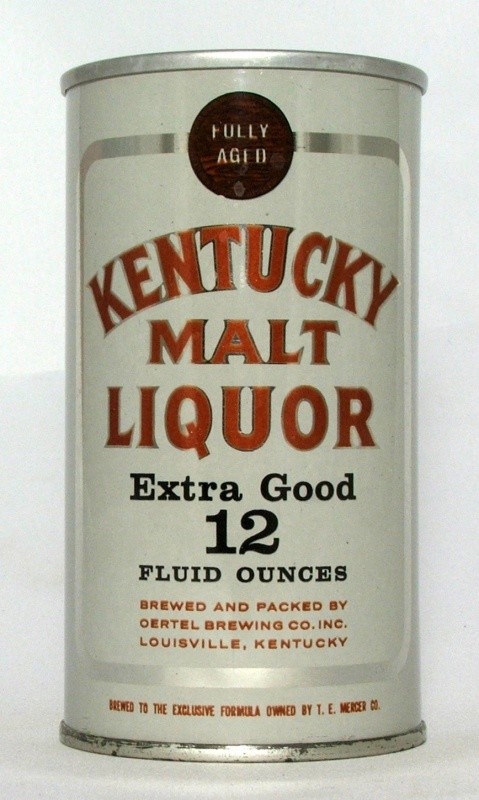 FULLY
AGED
KENTUCKY
MALT
LIQUOR
Extra Good
12
FLUID OUNCES
BREWED AND PACKED BY
OERTEL BREWING CO. INC.
LOUISVILLE, KENTUCKY
BREWED TO THE EXCLUSIVE FORMULA OWNED BY T. E. MERCER CO.